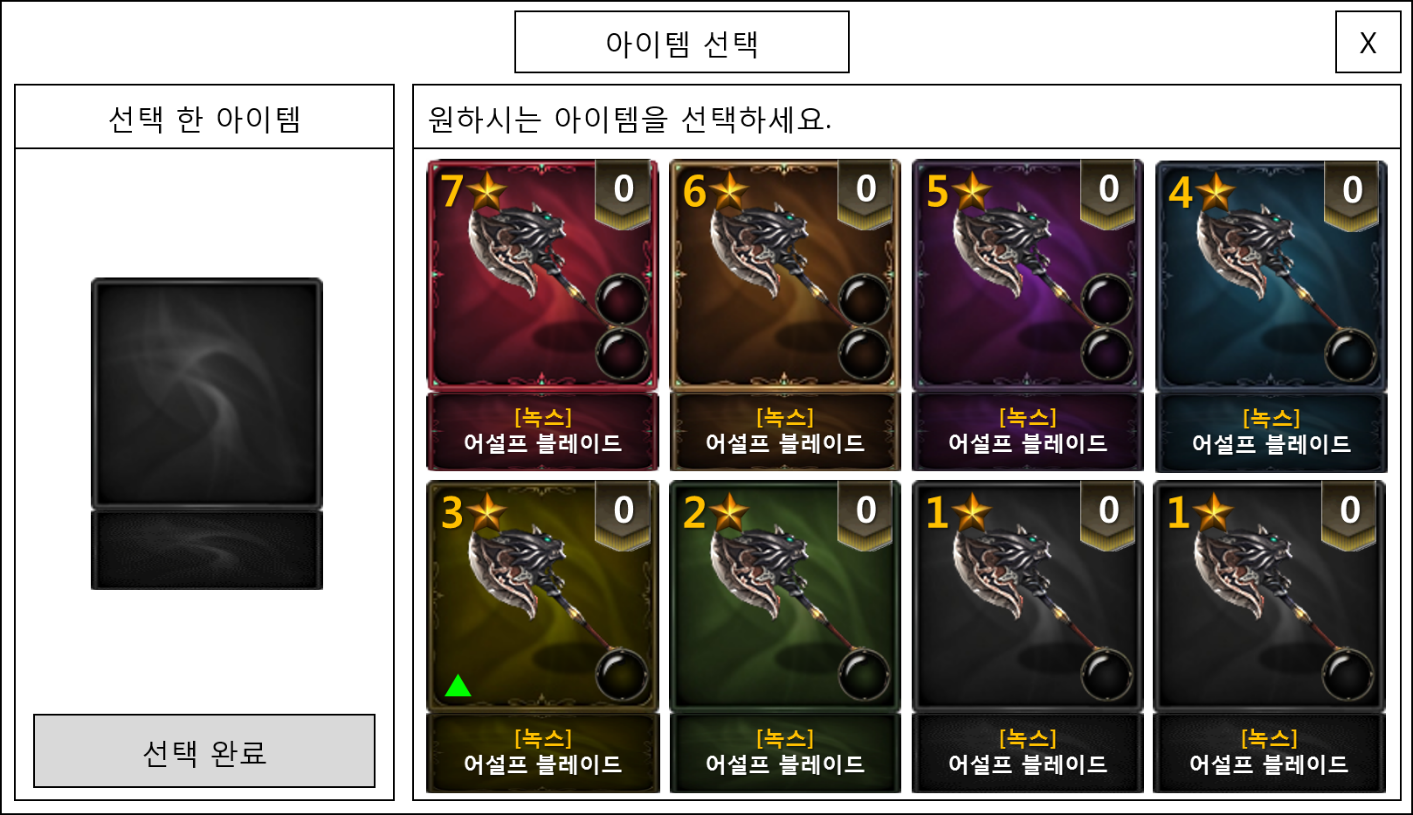 아이템 선택
X
선택 한 아이템
원하시는 아이템을 선택하세요.
7 0
[녹스]
어설프 블레이드
6 0
[녹스]
어설프 블레이드
5 0
[녹스]
어설프 블레이드
4 0
[녹스]
어설프 블레이드
3 0
[녹스]
어설프 블레이드
2 0
[녹스]
어설프 블레이드
1 0
[녹스]
어설프 블레이드
1 0
[녹스]
어설프 블레이드
선택 완료